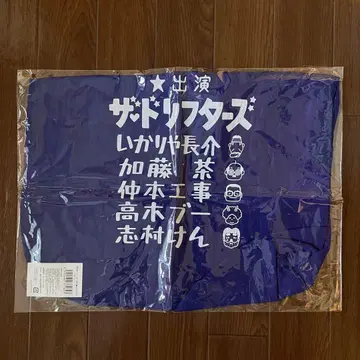 ★出演
ザ・ドリフターズ
いかりや長介
加藤 茶
仲本工事
高木ブー
志村けん